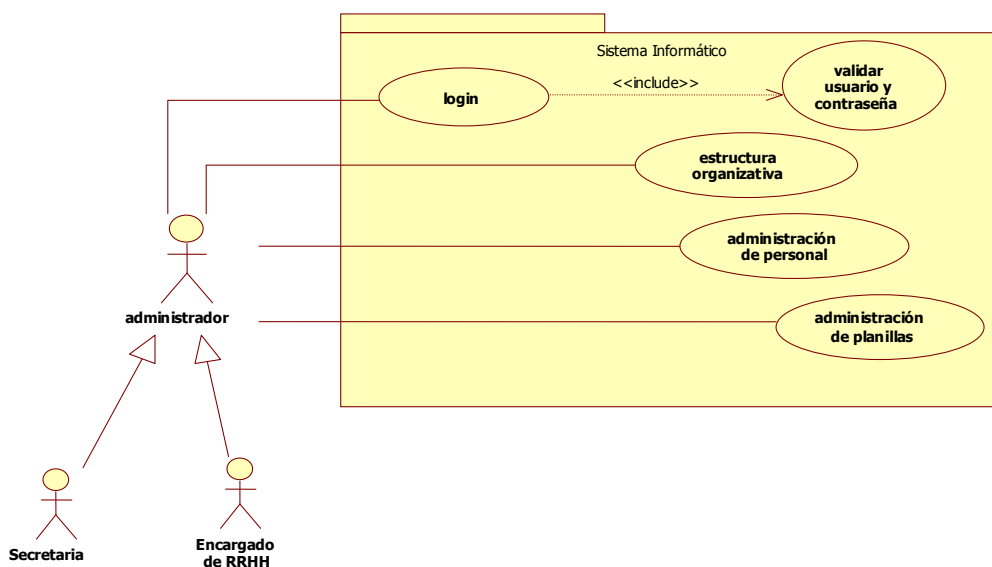 Sistema Informático
<<include>>
login
validar
usuario y
contraseña
estructura
organizativa
administración
de personal
administrador
administración
de planillas
Secretaria
Encargado
de RRHH